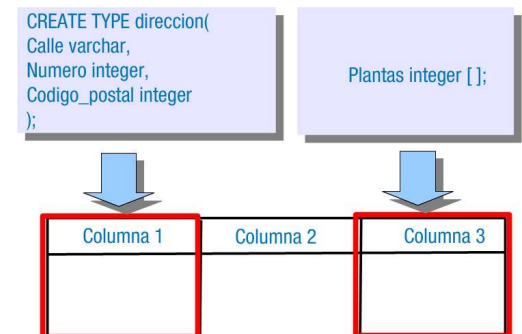 CREATE TYPE direccion(
Calle varchar,
Numero integer,
Codigo_postal integer
);
Plantas integer [ ];
Columna 1
Columna 2
Columna 3